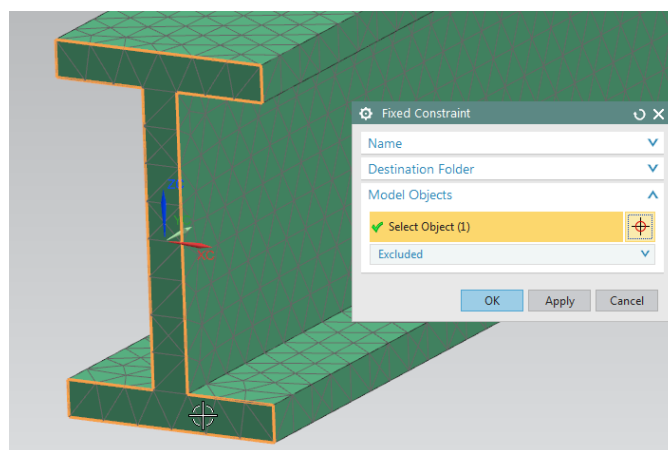 Fixed Constraint
Name
Destination Folder
Model Objects
Select Object (1)
Excluded
OK Apply Cancel